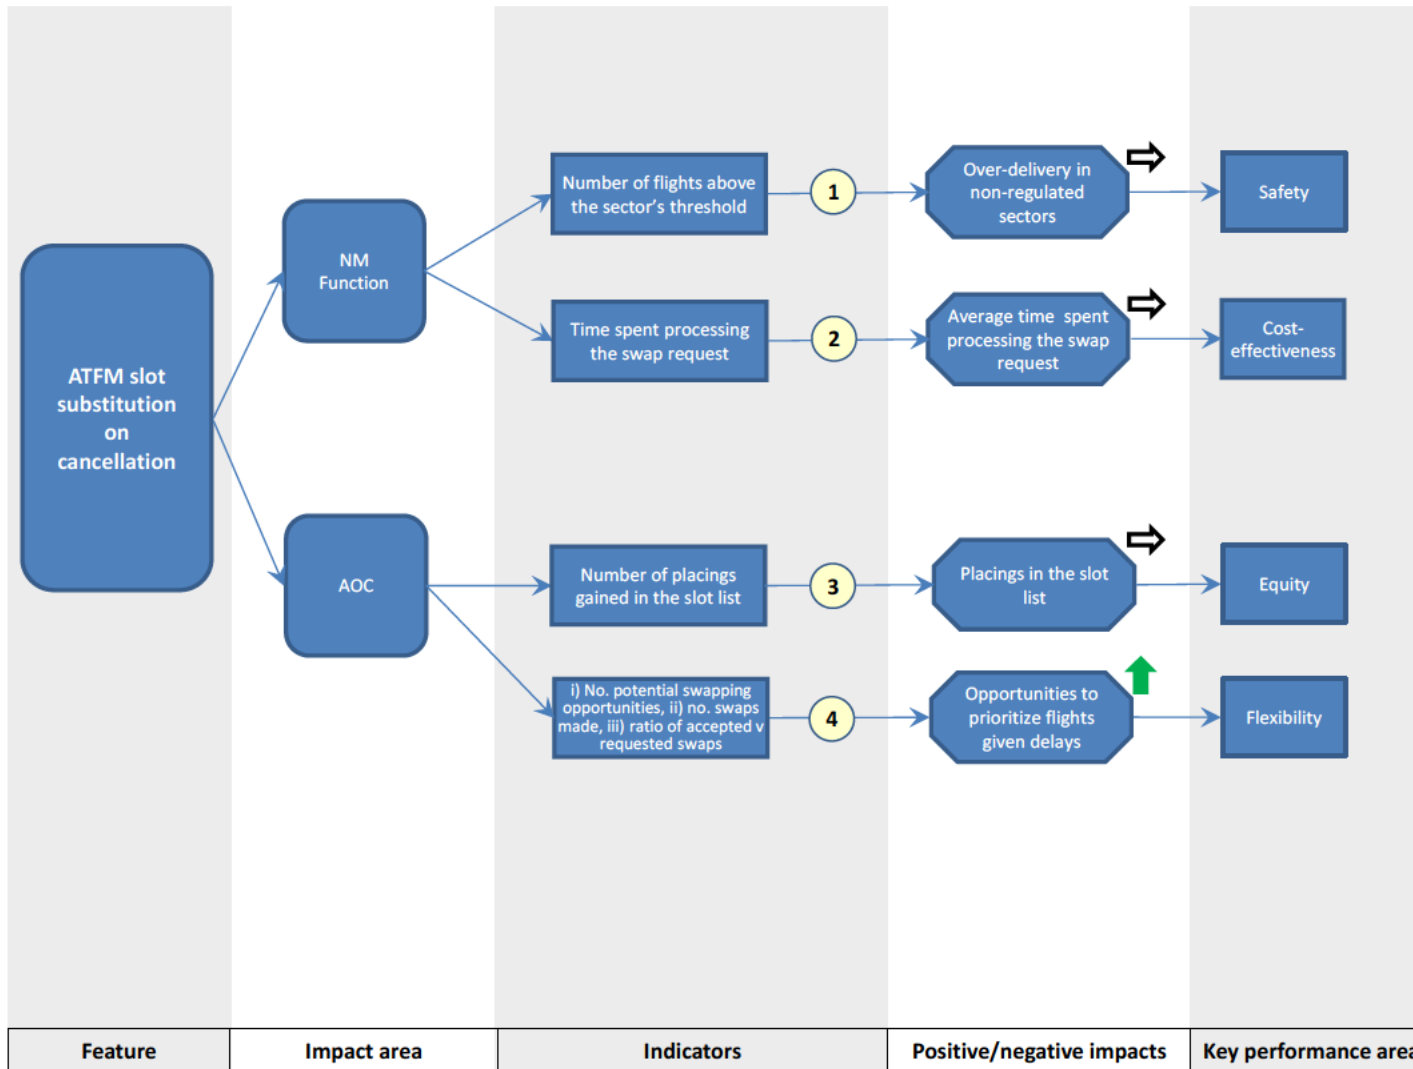 ATFM slot
substitution
on
cancellation
NM
Function
AOC
Number of flights above
the sector's threshold
1
Over-delivery in
non-regulated
sectors
Safety
Time spent processing
the swap request
2
Average time spent
processing the swap
request
Cost-
effectiveness
Number of placings
gained in the slot list
3
Placings in the slot
list
Equity
i) No. potential swapping
opportunities, ii) no. swaps
made, iii) ratio of accepted v
requested swaps
4
Opportunities to
prioritize flights
given delays
Flexibility
Feature
Impact area
Indicators
Positive/negative impacts
Key performance area